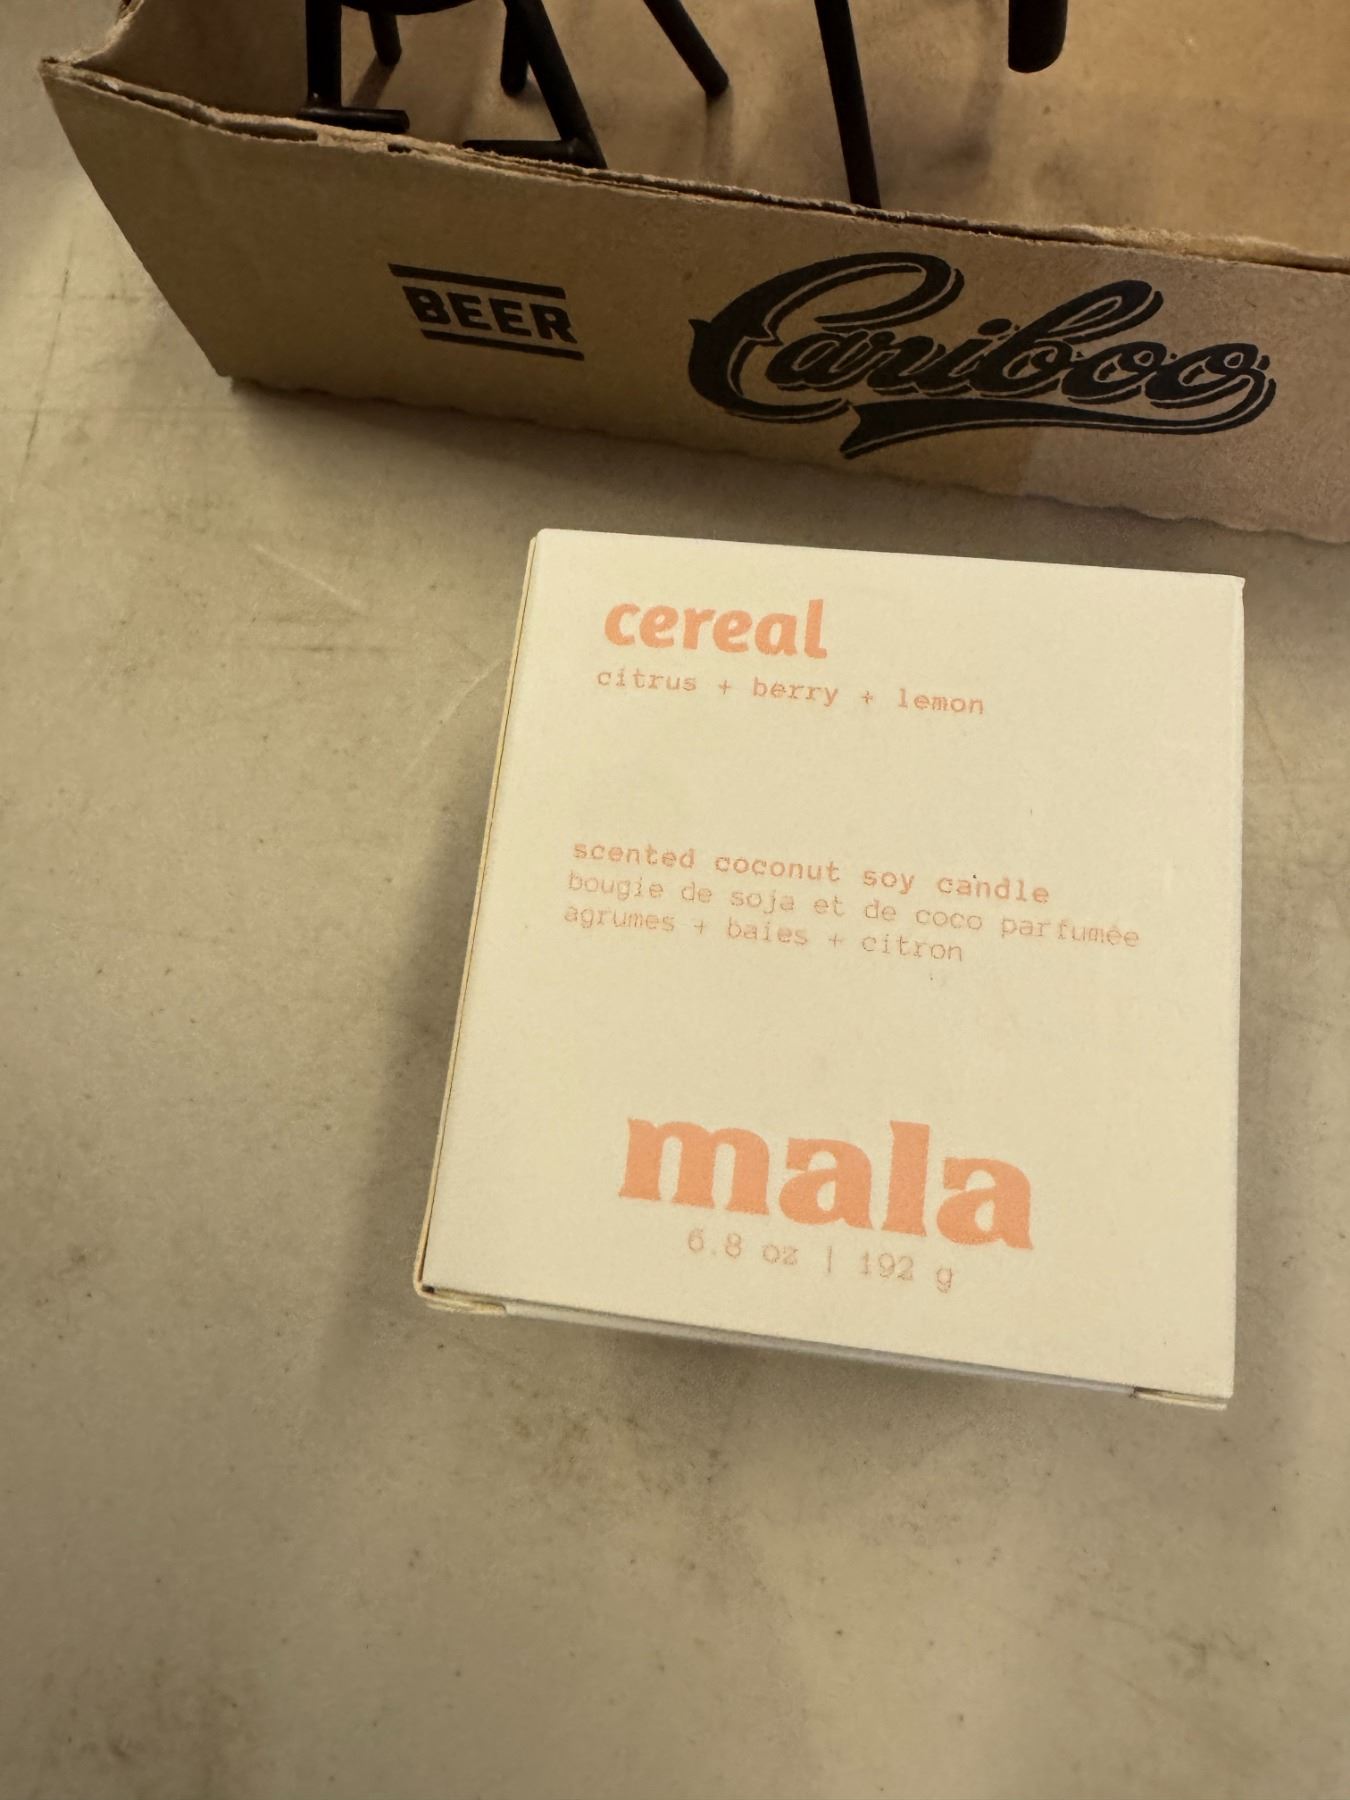 BEER
Cariboo
cereal
citrus + berry + lemon
scented coconut soy candle
bougie de soja et de coco parfumée
agrumes + baies + citron
mala
6.8 oz | 192 g